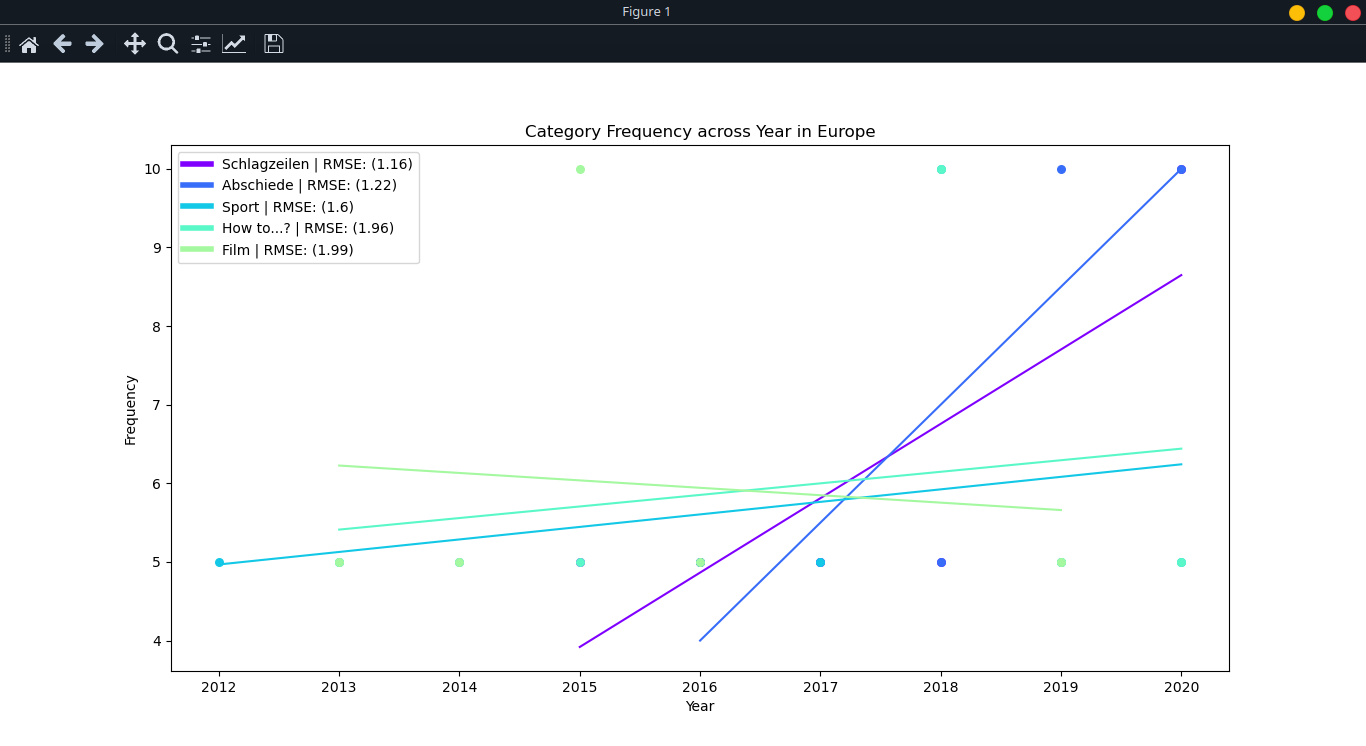 Figure 1
Category Frequency across Year in Europe
Schlagzeilen | RMSE: (1.16)
Abschiede | RMSE: (1.22)
Sport | RMSE: (1.6)
How to...? | RMSE: (1.96)
Film | RMSE: (1.99)
10
9
8
7
6
5
4
Frequency
2012 2013 2014 2015 2016 2017 2018 2019 2020
Year